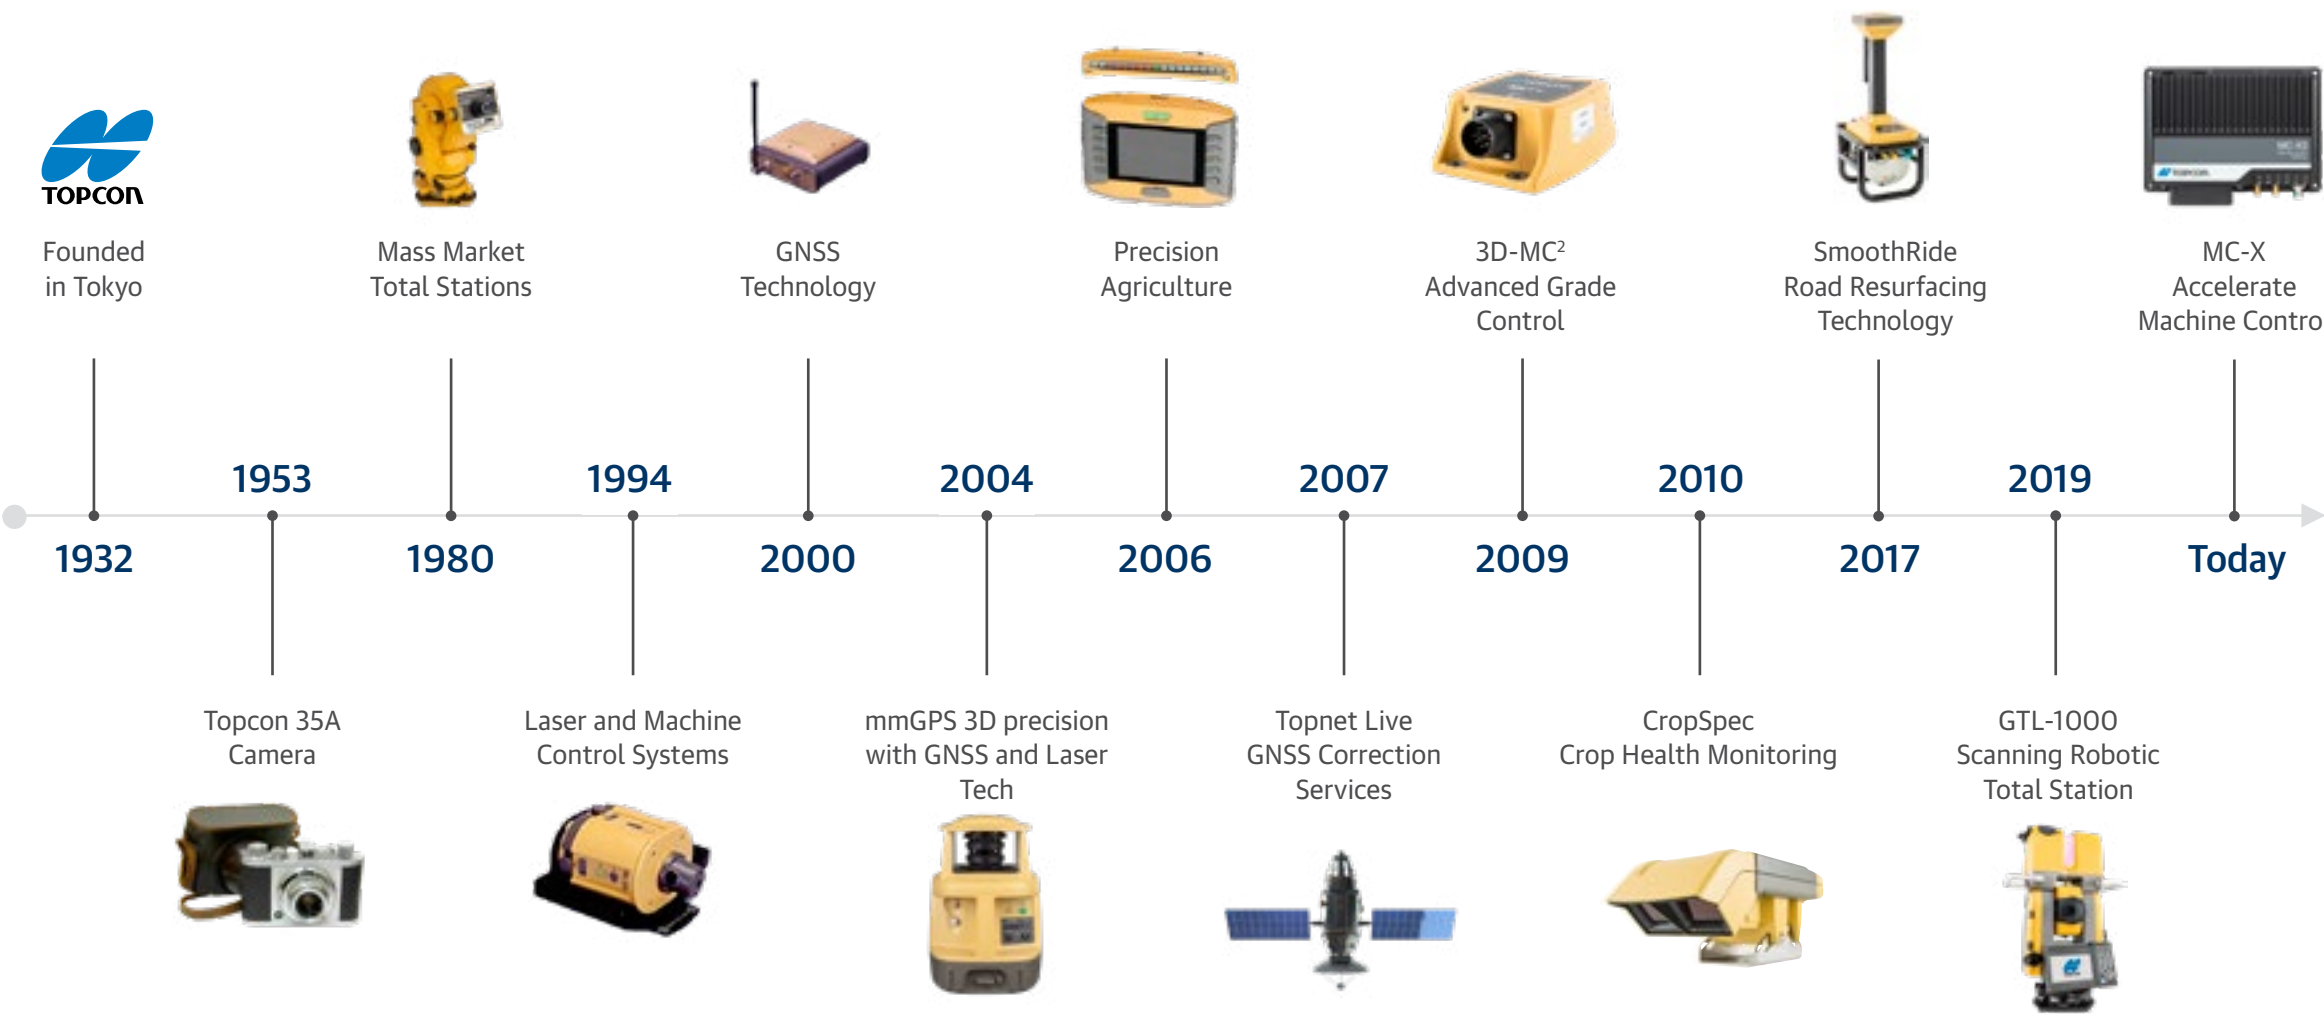 TOPCON
Founded
in Tokyo
1932
1953
Topcon 35A
Camera
Mass Market
Total Stations
1980
1994
Laser and Machine
Control Systems
GNSS
Technology
2000
2004
mmGPS 3D precision
with GNSS and Laser
Tech
Precision
Agriculture
2006
2007
Topnet Live
GNSS Correction
Services
3D-MC²
Advanced Grade
Control
2009
2010
CropSpec
Crop Health Monitoring
SmoothRide
Road Resurfacing
Technology
2017
2019
GTL-1000
Scanning Robotic
Total Station
TOPCON
MC-X
Accelerate
Machine Contro
Today